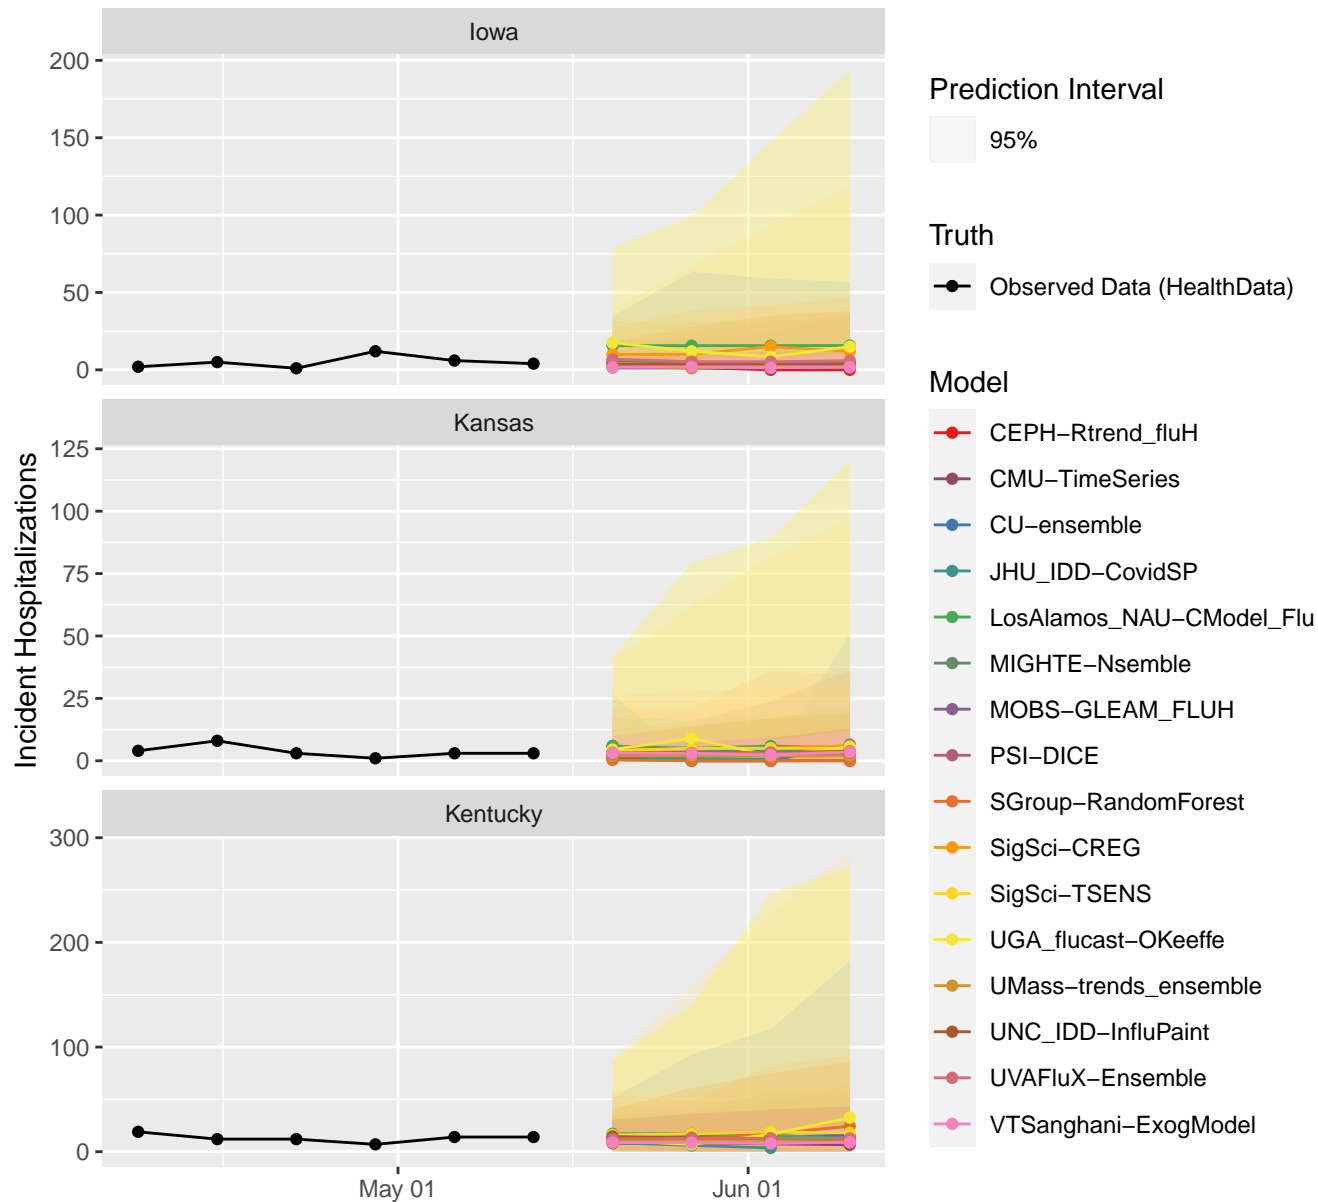 Iowa
200
150
100
50
0
Kansas
125
100
75
50
25
0
Kentucky
300
200
100
0
May 01
Jun 01
Incident Hospitalizations
Prediction Interval
95%
Truth
Observed Data (HealthData)
Model
CEPH−Rtrend_fluH
CMU−TimeSeries
CU−ensemble
JHU_IDD−CovidSP
LosAlamos_NAU−CModel_Flu
MIGHTE−Nsemble
MOBS−GLEAM_FLUH
PSI−DICE
SGroup−RandomForest
SigSci−CREG
SigSci−TSENS
UGA_flucast−OKeeffe
UMass−trends_ensemble
UNC_IDD−InfluPaint
UVAFluX−Ensemble
VTSanghani−ExogModel